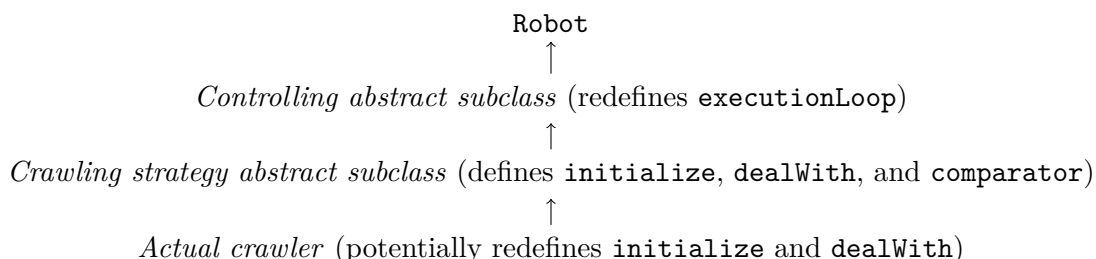 Robot
↑
Controlling abstract subclass (redefines executionLoop)
↑
Crawling strategy abstract subclass (defines initialize, dealWith, and comparator)
↑
Actual crawler (potentially redefines initialize and dealWith)